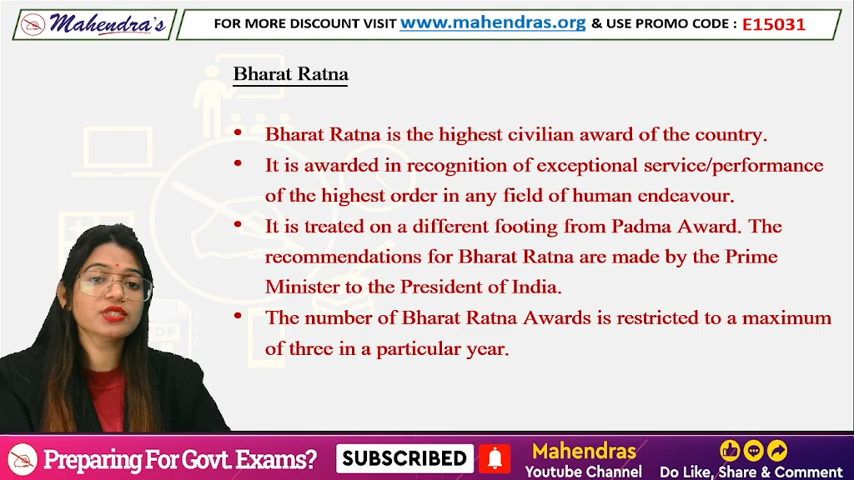 Mahendra's
FOR MORE DISCOUNT VISIT www.mahendras.org & USE PROMO CODE : E15031
Bharat Ratna
• Bharat Ratna is the highest civilian award of the country.
• It is awarded in recognition of exceptional service/performance
of the highest order in any field of human endeavour.
• It is treated on a different footing from Padma Award. The
recommendations for Bharat Ratna are made by the Prime
Minister to the President of India.
• The number of Bharat Ratna Awards is restricted to a maximum
of three in a particular year.
PDF
Preparing For Govt. Exams?
SUBSCRIBED
Mahendras
Youtube Channel
Do Like, Share & Comment